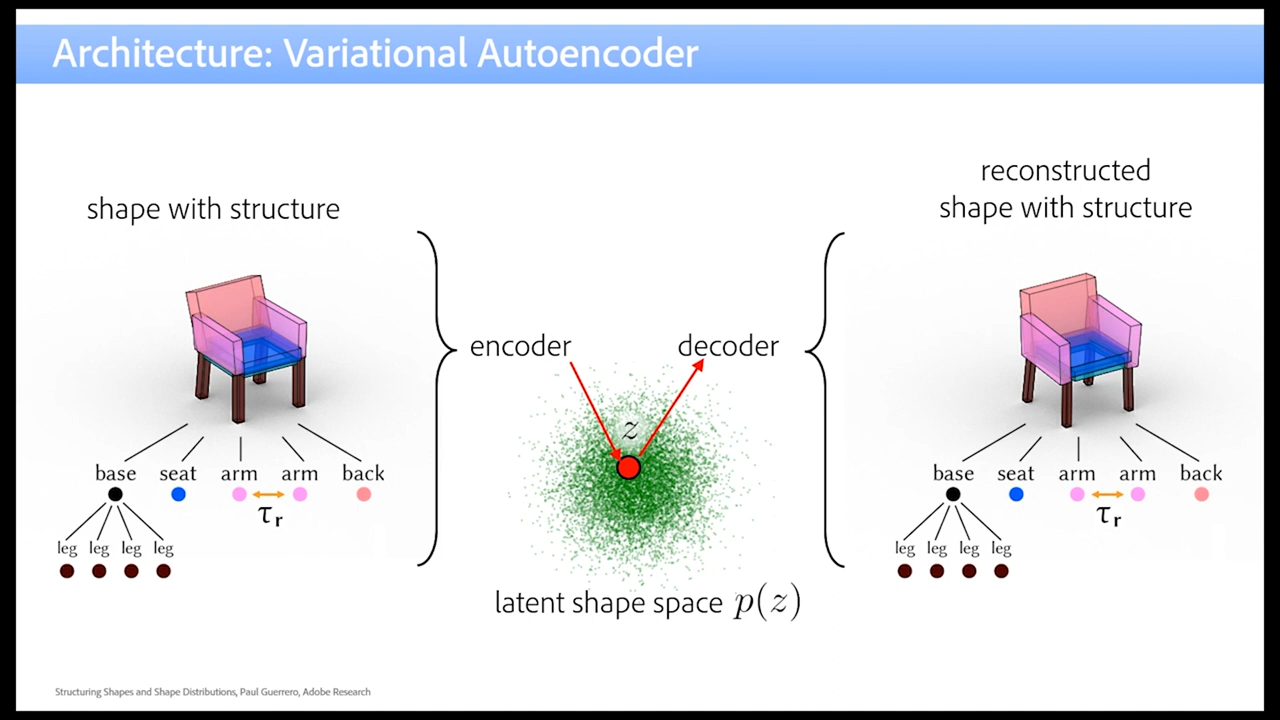 Architecture: Variational Autoencoder
shape with structure
reconstructed
shape with structure
encoder
decoder
z
base seat arm arm back
τr
leg leg leg leg
base seat arm arm back
τr
leg leg leg leg
latent shape space p(z)
Structuring Shapes and Shape Distributions, Paul Guerrero, Adobe Research